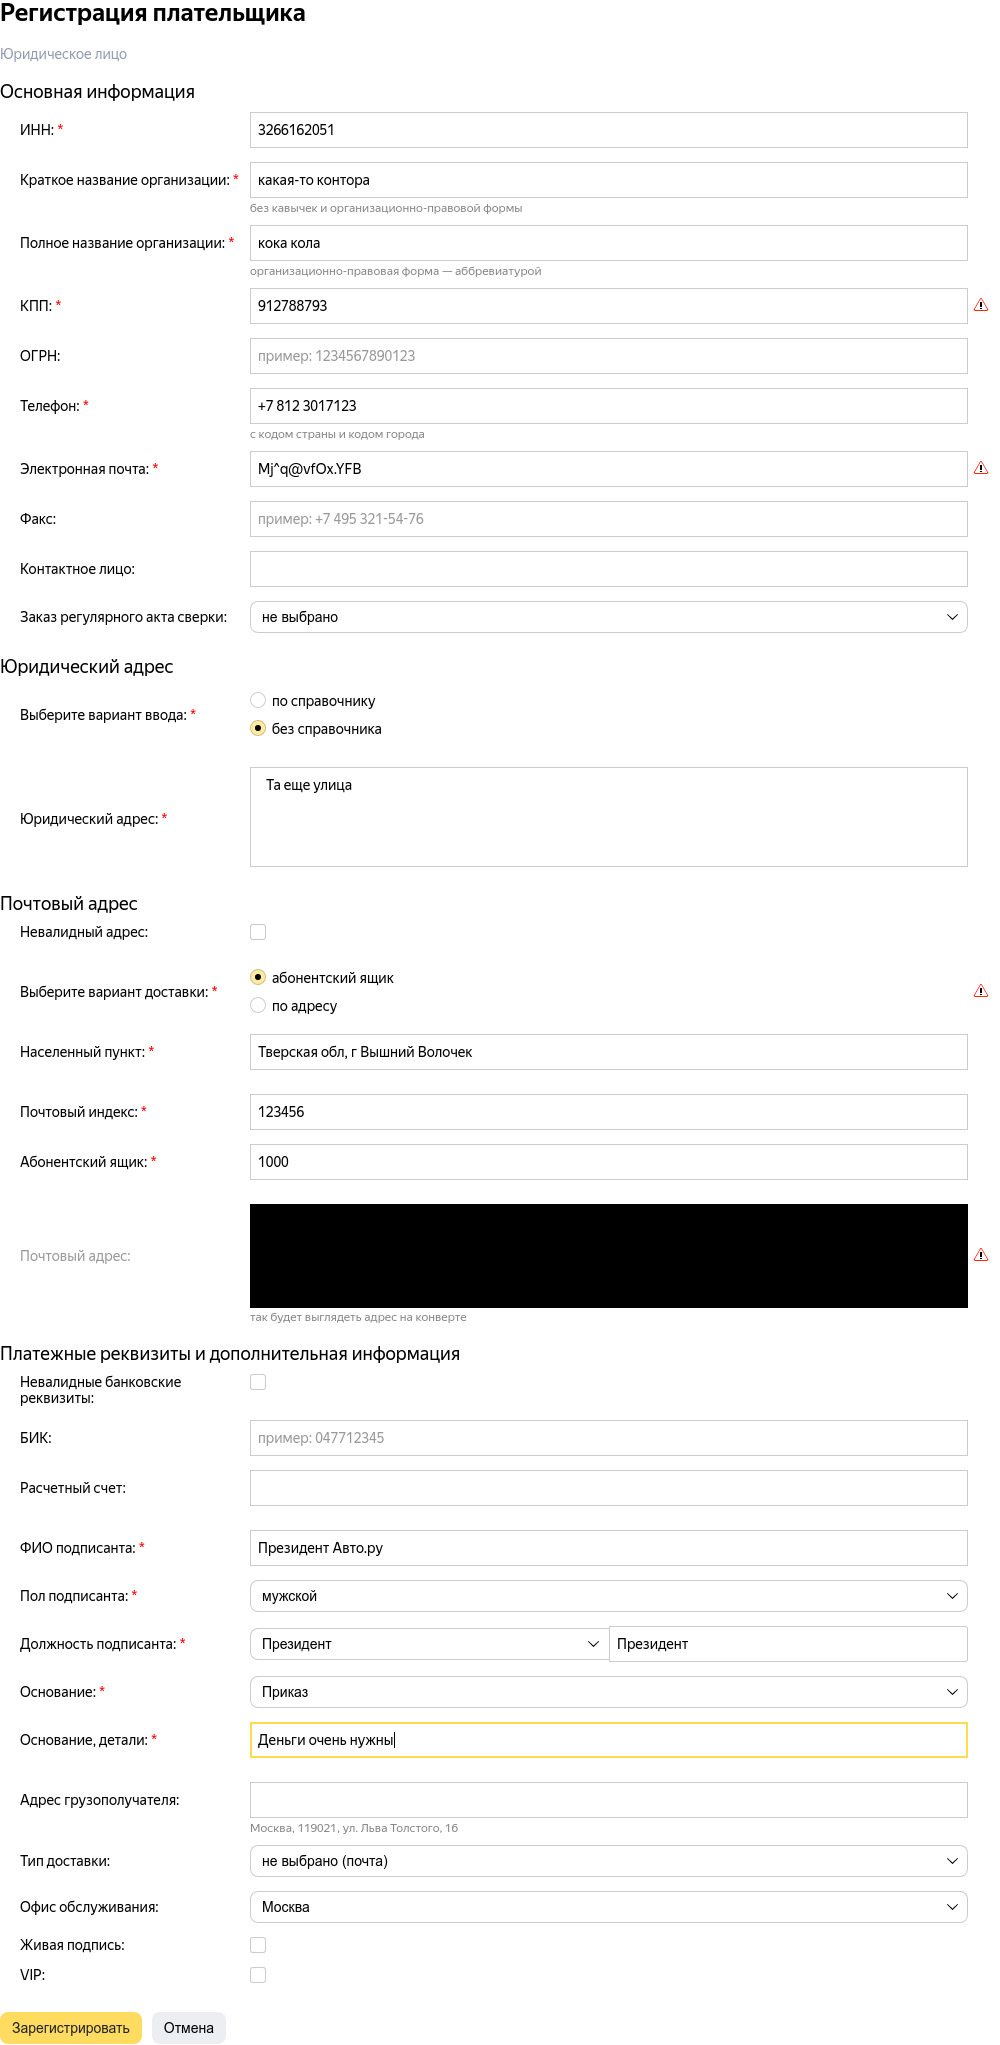 Регистрация плательщика
Юридическое лицо
Основная информация
ИНН: * 3266162051
Краткое название организации: * какая-то контора
без кавычек и организационно-правовой формы
Полное название организации: * кока кола
организационно-правовая форма — аббревиатурой
КПП: * 912788793
ОГРН: пример: 1234567890123
Телефон: * +7 812 3017123
с кодом страны и кодом города
Электронная почта: * Mj^q@vfOx.YFB
Факс: пример: +7 495 321-54-76
Контактное лицо:
Заказ регулярного акта сверки: не выбрано
Юридический адрес
Выберите вариант ввода: * по справочнику
без справочника
Юридический адрес: * Та еще улица
Почтовый адрес
Невалидный адрес:
Выберите вариант доставки: * абонентский ящик
по адресу
Населенный пункт: * Тверская обл, г Вышний Волочек
Почтовый индекс: * 123456
Абонентский ящик: * 1000
Почтовый адрес:
так будет выглядеть адрес на конверте
Платежные реквизиты и дополнительная информация
Невалидные банковские
реквизиты:
БИК: пример: 047712345
Расчетный счет:
ФИО подписанта: * Президент Авто.ру
Пол подписанта: * мужской
Должность подписанта: * Президент Президент
Основание: * Приказ
Основание, детали: * Деньги очень нужны
Адрес грузополучателя:
Москва, 119021, ул. Льва Толстого, 16
Тип доставки: не выбрано (почта)
Офис обслуживания: Москва
Живая подпись:
VIP:
Зарегистрировать Отмена